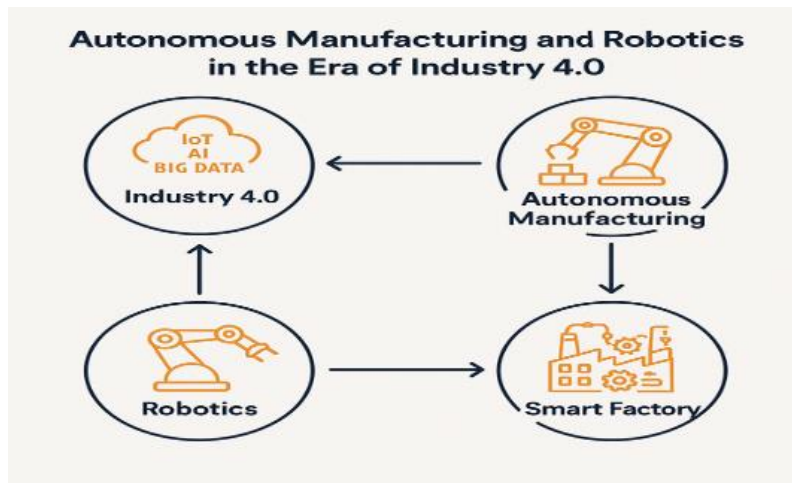 Autonomous Manufacturing and Robotics
in the Era of Industry 4.0
IoT
AI
BIG DATA
Industry 4.0
Autonomous
Manufacturing
Robotics
Smart Factory